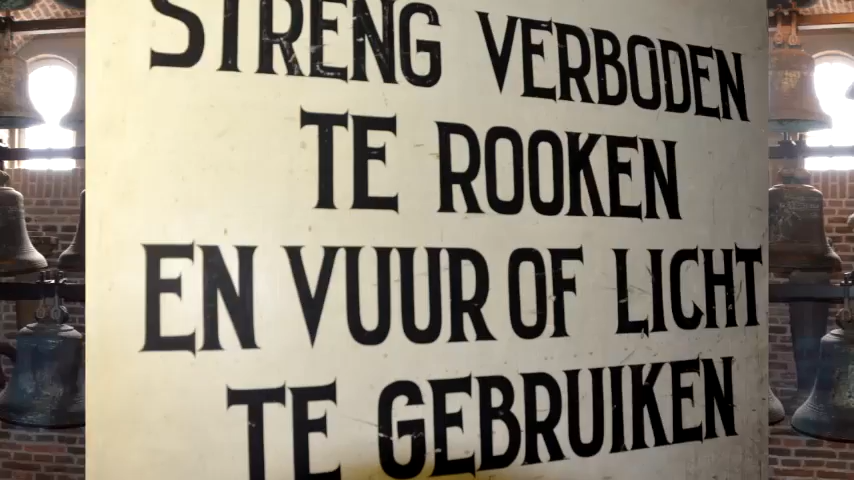 STRENG VERBODEN
TE ROOKEN
EN VUUR OF LICHT
TE GEBRUIKEN